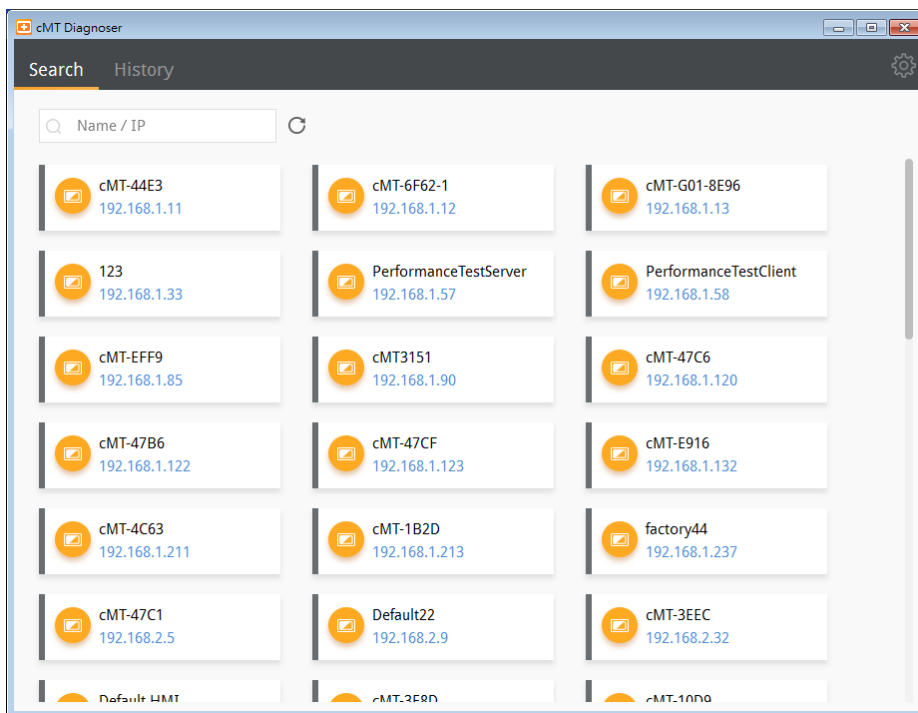 cMT Diagnoser
Search History
Name / IP
cMT-44E3
192.168.1.11
cMT-6F62-1
192.168.1.12
cMT-G01-8E96
192.168.1.13
123
192.168.1.33
PerformanceTestServer
192.168.1.57
PerformanceTestClient
192.168.1.58
cMT-EFF9
192.168.1.85
cMT3151
192.168.1.90
cMT-47C6
192.168.1.120
cMT-47B6
192.168.1.122
cMT-47CF
192.168.1.123
cMT-E916
192.168.1.132
cMT-4C63
192.168.1.211
cMT-1B2D
192.168.1.213
factory44
192.168.1.237
cMT-47C1
192.168.2.5
Default22
192.168.2.9
cMT-3EEC
192.168.2.32
Default HMI
cMT-10D9